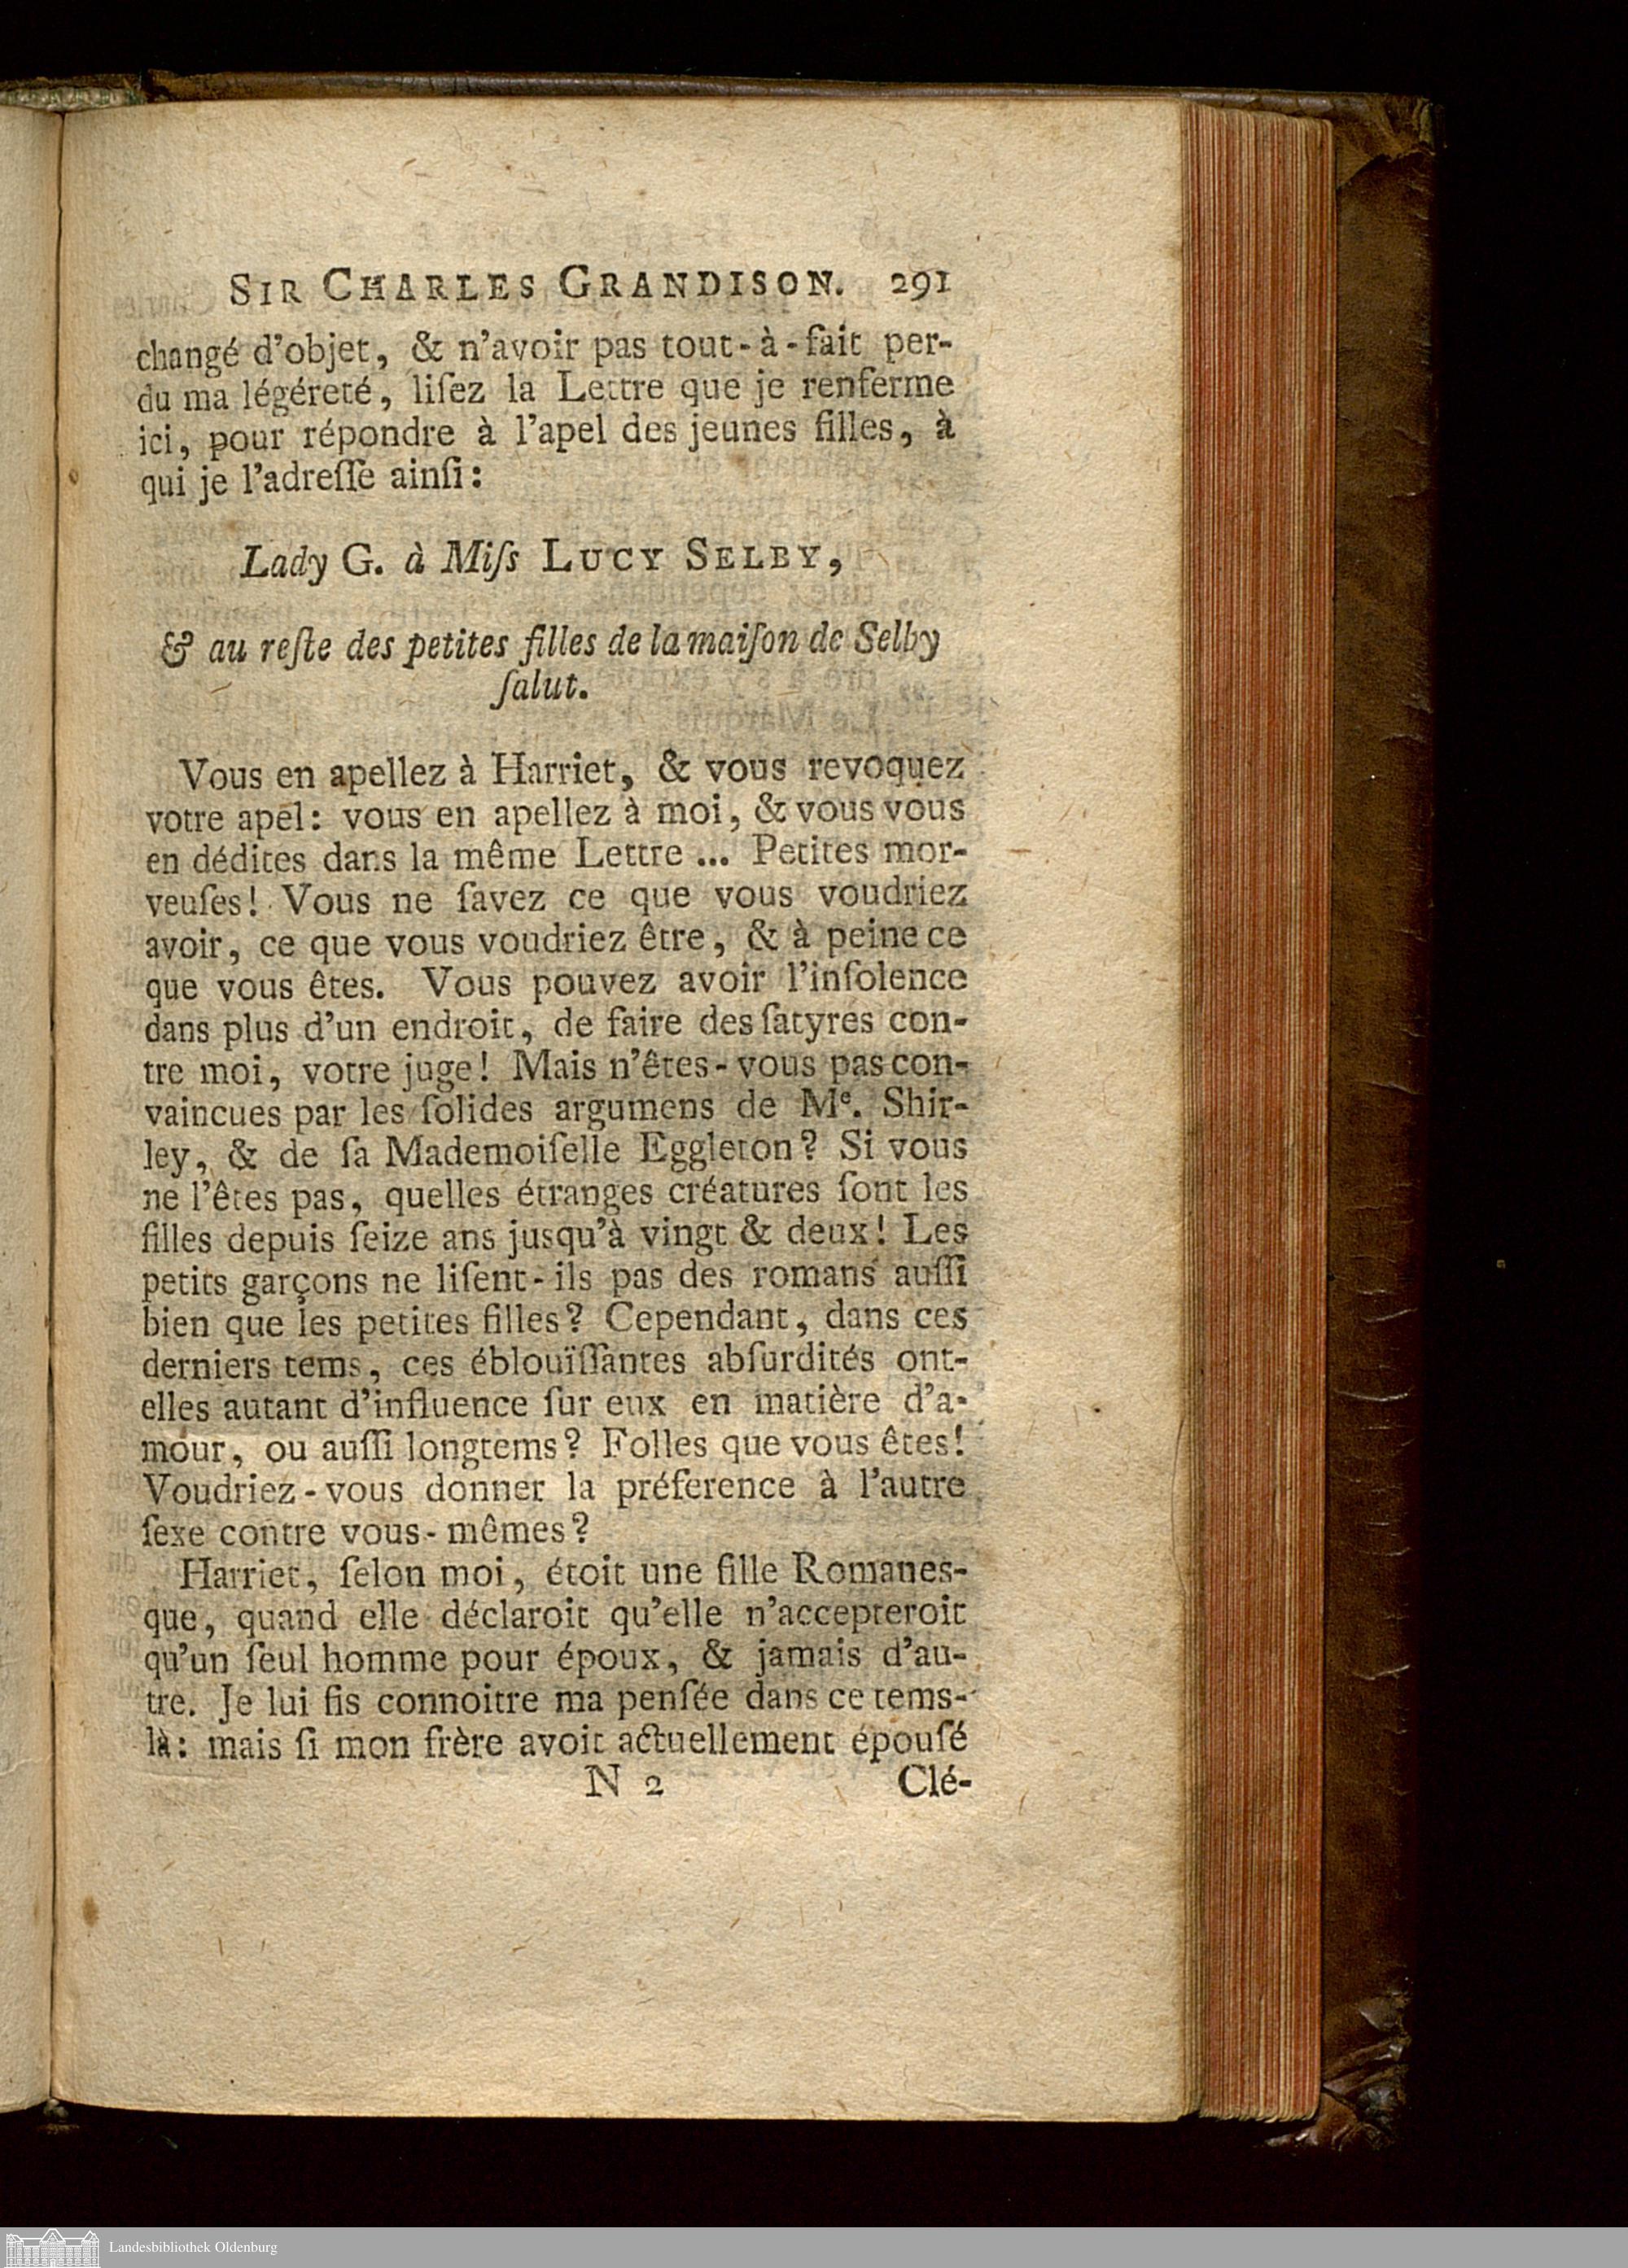 SIR CHARLES GRANDISON. 291
changé d'objet, & n'avoir pas tout-à-fait per-
du ma légéreté, liſez la Lettre que je renferme
ici, pour répondre à l'apel des jeunes filles, à
qui je l'adreſſe ainſi:
Lady G. à Miſs LUCY SELBY,
& au reſte des petites filles de la maiſon de Selby
ſalut.
Vous en apellez à Harriet, & vous revoquez
votre apel: vous en apellez à moi, & vous vous
en dédites dans la même Lettre ... Petites mor-
veuſes! Vous ne ſavez ce que vous voudriez
avoir, ce que vous voudriez être, & à peine ce
que vous êtes. Vous pouvez avoir l'inſolence
dans plus d'un endroit, de faire des ſatyres con-
tre moi, votre juge! Mais n'êtes-vous pas con-
vaincues par les ſolides argumens de Me. Shir-
ley, & de ſa Mademoiſelle Eggleton? Si vous
ne l'êtes pas, quelles étranges créatures ſont les
filles depuis ſeize ans jusqu'à vingt & deux! Les
petits garçons ne liſent-ils pas des romans auſſi
bien que les petites filles? Cependant, dans ces
derniers tems, ces éblouïſſantes abſurdités ont-
elles autant d'influence ſur eux en matière d'a-
mour, ou auſſi longtems? Folles que vous êtes!
Voudriez-vous donner la préference à l'autre
ſexe contre vous-mêmes?
Harriet, ſelon moi, étoit une fille Romanes-
que, quand elle déclaroit qu'elle n'accepteroit
qu'un ſeul homme pour époux, & jamais d'au-
tre. Je lui fis connoitre ma penſée dans ce tems-
là: mais ſi mon frère avoit actuellement épouſé
N 2 Clé-
Landesbibliothek Oldenburg